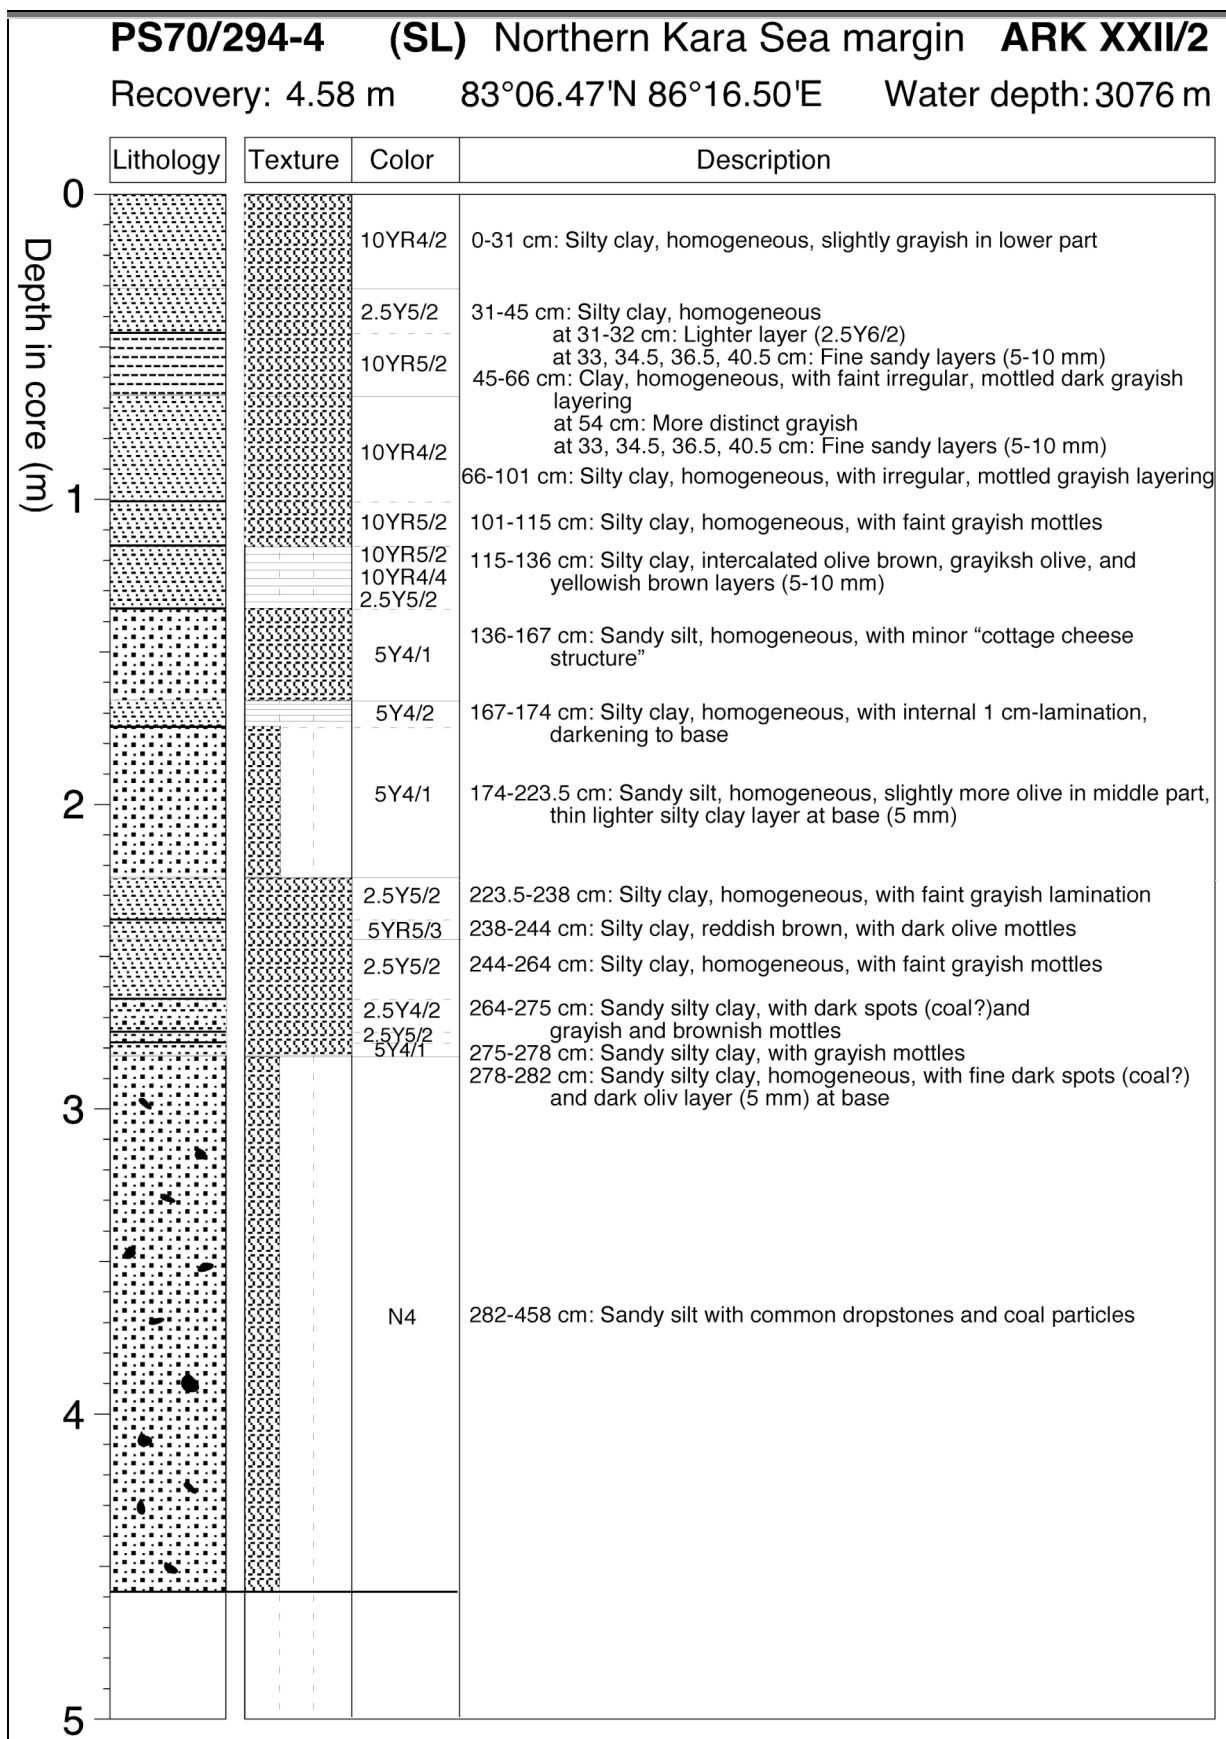 PS70/294-4 (SL) Northern Kara Sea margin ARK XXII/2
Recovery: 4.58 m 83°06.47'N 86°16.50'E Water depth: 3076 m
Lithology Texture Color Description
Depth in core (m)
0
10YR4/2 0-31 cm: Silty clay, homogeneous, slightly grayish in lower part
2.5Y5/2 31-45 cm: Silty clay, homogeneous
at 31-32 cm: Lighter layer (2.5Y6/2)
at 33, 34.5, 36.5, 40.5 cm: Fine sandy layers (5-10 mm)
10YR5/2 45-66 cm: Clay, homogeneous, with faint irregular, mottled dark grayish
layering
at 54 cm: More distinct grayish
at 33, 34.5, 36.5, 40.5 cm: Fine sandy layers (5-10 mm)
10YR4/2 66-101 cm: Silty clay, homogeneous, with irregular, mottled grayish layering
1
10YR5/2 101-115 cm: Silty clay, homogeneous, with faint grayish mottles
10YR5/2 115-136 cm: Silty clay, intercalated olive brown, grayiksh olive, and
10YR4/4 yellowish brown layers (5-10 mm)
2.5Y5/2
5Y4/1 136-167 cm: Sandy silt, homogeneous, with minor “cottage cheese
structure”
5Y4/2 167-174 cm: Silty clay, homogeneous, with internal 1 cm-lamination,
darkening to base
2
5Y4/1 174-223.5 cm: Sandy silt, homogeneous, slightly more olive in middle part,
thin lighter silty clay layer at base (5 mm)
2.5Y5/2 223.5-238 cm: Silty clay, homogeneous, with faint grayish lamination
5YR5/3 238-244 cm: Silty clay, reddish brown, with dark olive mottles
2.5Y5/2 244-264 cm: Silty clay, homogeneous, with faint grayish mottles
2.5Y4/2 264-275 cm: Sandy silty clay, with dark spots (coal?)and
grayish and brownish mottles
2.5Y5/2 275-278 cm: Sandy silty clay, with grayish mottles
5Y4/1 278-282 cm: Sandy silty clay, homogeneous, with fine dark spots (coal?)
and dark oliv layer (5 mm) at base
3
N4 282-458 cm: Sandy silt with common dropstones and coal particles
4
5